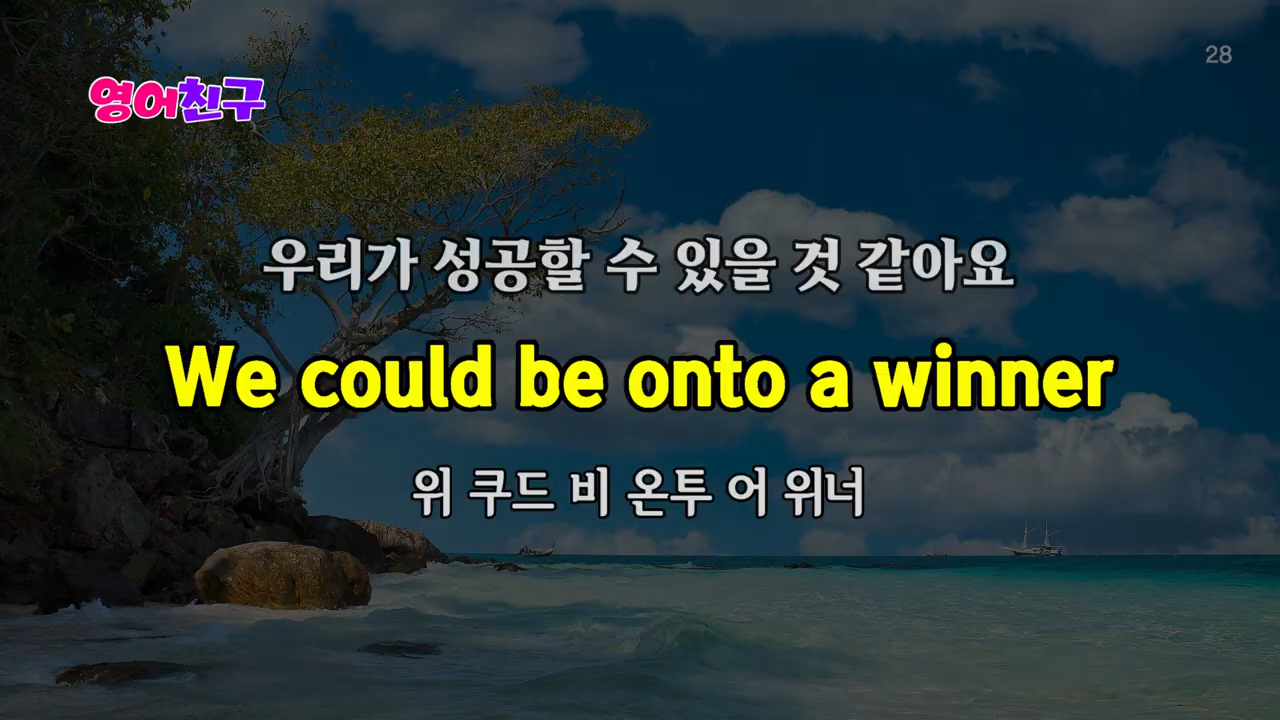 28
영어친구
우리가 성공할 수 있을 것 같아요
We could be onto a winner
위 쿠드 비 온투 어 위너